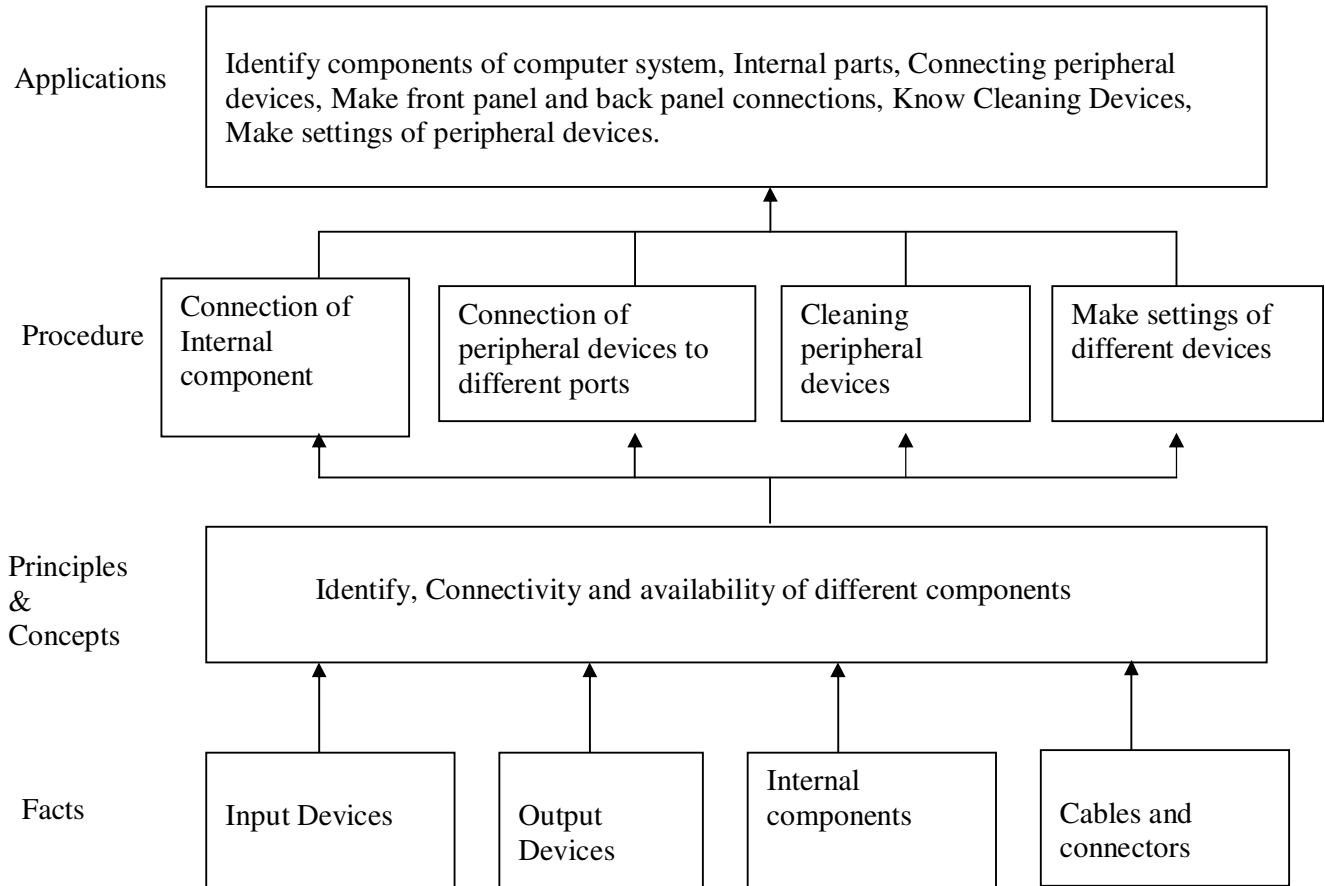 Applications
Identify components of computer system, Internal parts, Connecting peripheral
devices, Make front panel and back panel connections, Know Cleaning Devices,
Make settings of peripheral devices.
Procedure
Connection of
Internal
component
Connection of
peripheral devices to
different ports
Cleaning
peripheral
devices
Make settings of
different devices
Principles
&
Concepts
Identify, Connectivity and availability of different components
Facts
Input Devices
Output
Devices
Internal
components
Cables and
connectors